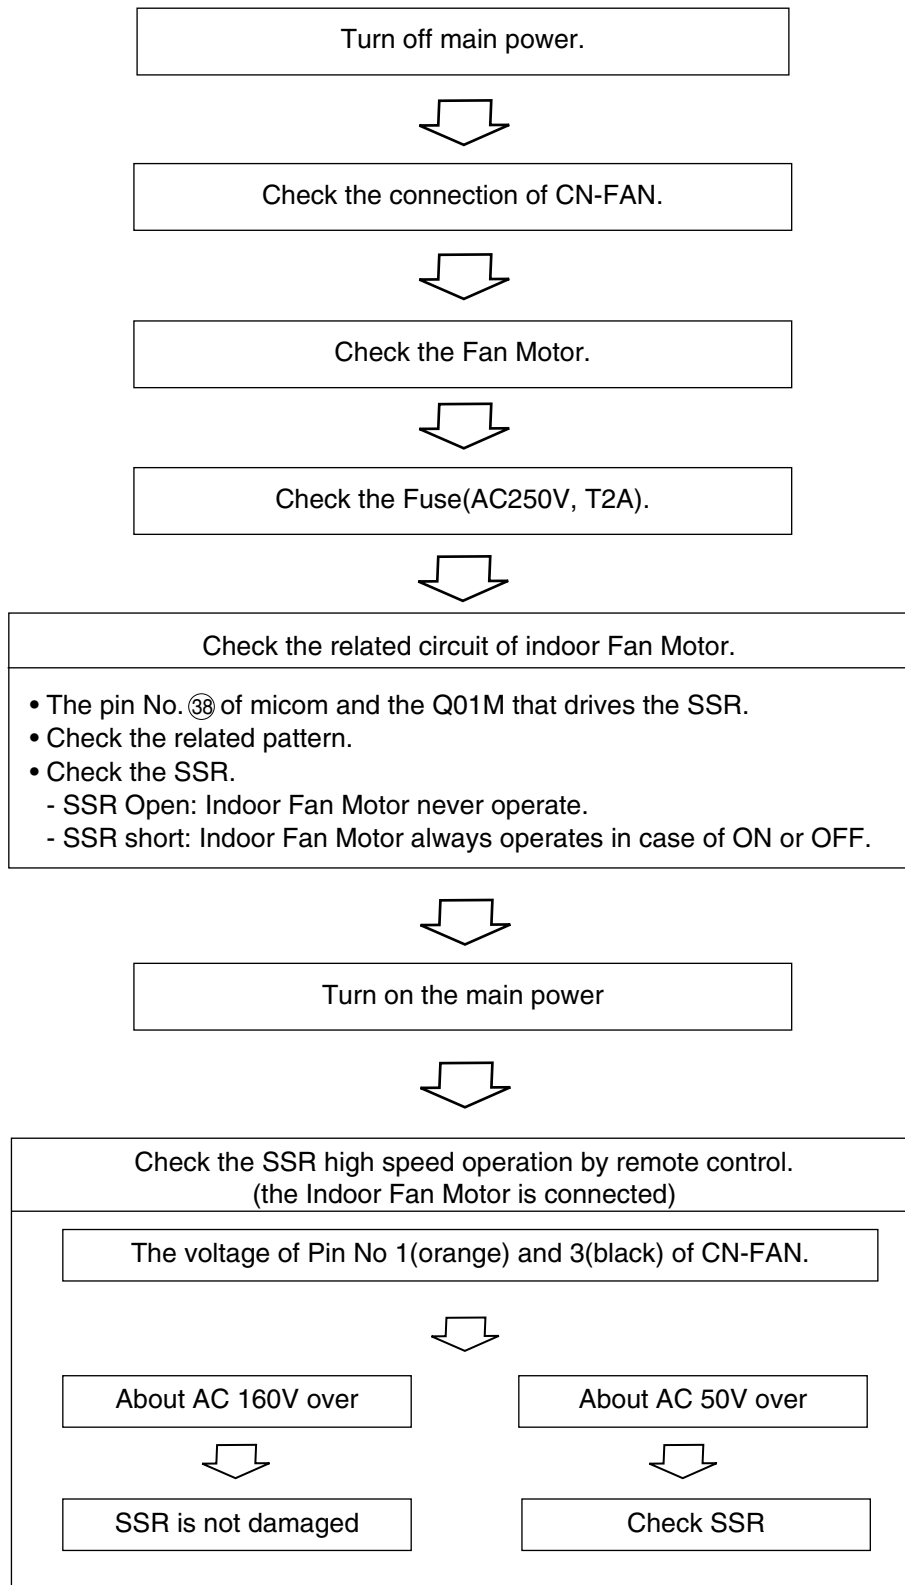 Turn off main power.
Check the connection of CN-FAN.
Check the Fan Motor.
Check the Fuse(AC250V, T2A).
Check the related circuit of indoor Fan Motor.
• The pin No. ㊳ of micom and the Q01M that drives the SSR.
• Check the related pattern.
• Check the SSR.
- SSR Open: Indoor Fan Motor never operate.
- SSR short: Indoor Fan Motor always operates in case of ON or OFF.
Turn on the main power
Check the SSR high speed operation by remote control.
(the Indoor Fan Motor is connected)
The voltage of Pin No 1(orange) and 3(black) of CN-FAN.
About AC 160V over
About AC 50V over
SSR is not damaged
Check SSR